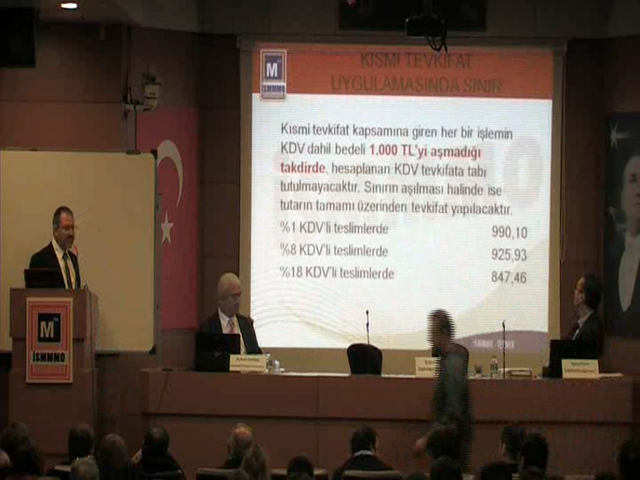 M
İSMMMO
KISMİ TEVKİFAT
UYGULAMASINDA SINIR
Kısmi tevkifat kapsamına giren her bir işlemin
KDV dahil bedeli 1.000 TL'yi aşmadığı
takdirde, hesaplanan KDV tevkifata tabi
tutulmayacaktır. Sınırın aşılması halinde ise
tutarın tamamı üzerinden tevkifat yapılacaktır.
%1 KDV'li teslimlerde 990,10
%8 KDV'li teslimlerde 925,93
%18 KDV'li teslimlerde 847,46
M
İSMMMO